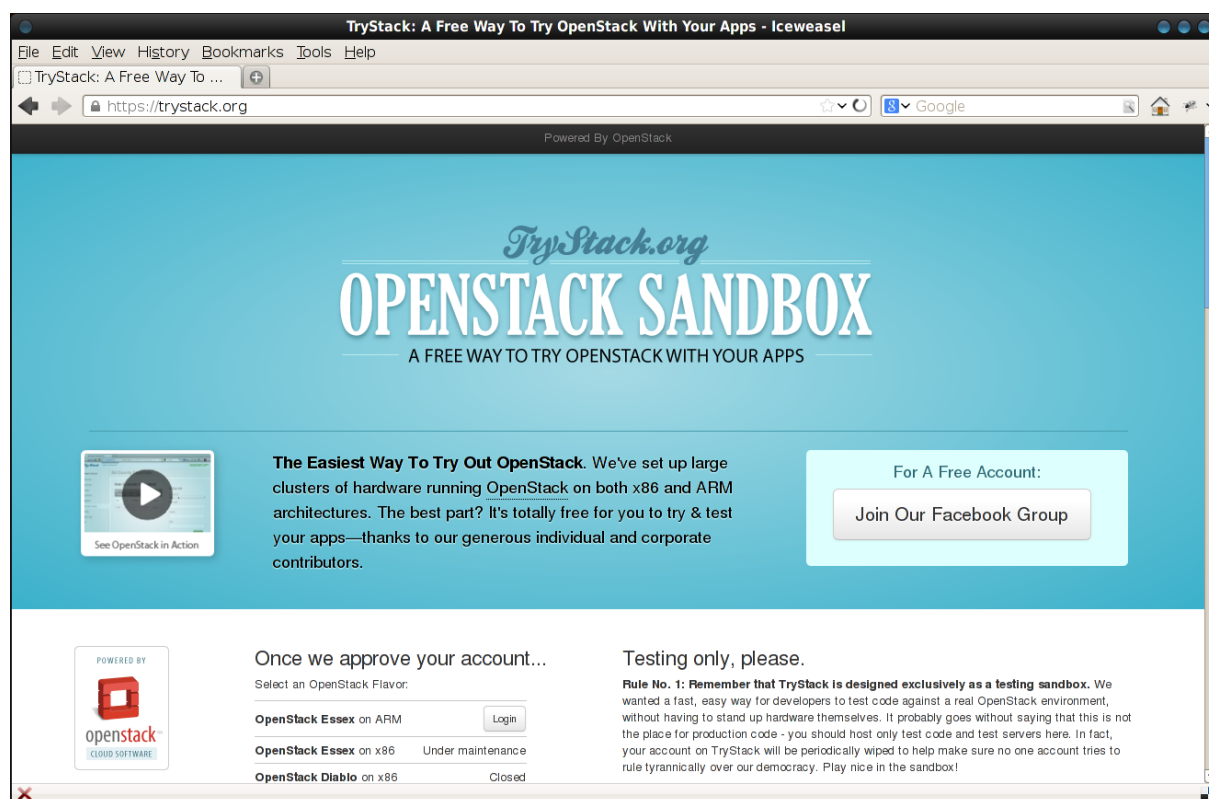 TryStack: A Free Way To Try OpenStack With Your Apps - Iceweasel
File Edit View History Bookmarks Tools Help
TryStack: A Free Way To ...
https://trystack.org
Google
Powered By OpenStack
TryStack.org
OPENSTACK SANDBOX
A FREE WAY TO TRY OPENSTACK WITH YOUR APPS
See OpenStack in Action
The Easiest Way To Try Out OpenStack. We've set up large
clusters of hardware running OpenStack on both x86 and ARM
architectures. The best part? It's totally free for you to try & test
your apps—thanks to our generous individual and corporate
contributors.
For A Free Account:
Join Our Facebook Group
POWERED BY
openstack
CLOUD SOFTWARE
Once we approve your account...
Select an OpenStack Flavor:
OpenStack Essex on ARM Login
OpenStack Essex on x86 Under maintenance
OpenStack Diablo on x86 Closed
Testing only, please.
Rule No. 1: Remember that TryStack is designed exclusively as a testing sandbox. We
wanted a fast, easy way for developers to test code against a real OpenStack environment,
without having to stand up hardware themselves. It probably goes without saying that this is not
the place for production code - you should host only test code and test servers here. In fact,
your account on TryStack will be periodically wiped to help make sure no one account tries to
rule tyrannically over our democracy. Play nice in the sandbox!